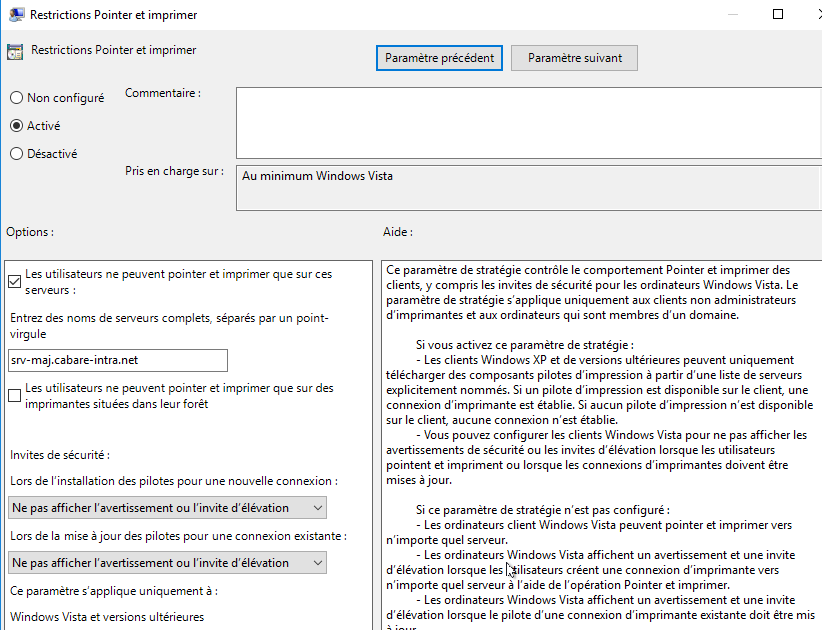 Restrictions Pointer et imprimer
Restrictions Pointer et imprimer
Paramètre précédent
Paramètre suivant
Non configuré
Commentaire :
Activé
Désactivé
Pris en charge sur :
Au minimum Windows Vista
Options :
Aide :
Les utilisateurs ne peuvent pointer et imprimer que sur ces
serveurs :
Entrez des noms de serveurs complets, séparés par un point-
virgule
srv-maj.cabare-intra.net
Les utilisateurs ne peuvent pointer et imprimer que sur des
imprimantes situées dans leur forêt
Invites de sécurité :
Lors de l'installation des pilotes pour une nouvelle connexion :
Ne pas afficher l'avertissement ou l'invite d'élévation
Lors de la mise à jour des pilotes pour une connexion existante :
Ne pas afficher l'avertissement ou l'invite d'élévation
Ce paramètre s'applique uniquement à :
Windows Vista et versions ultérieures
Ce paramètre de stratégie contrôle le comportement Pointer et imprimer des
clients, y compris les invites de sécurité pour les ordinateurs Windows Vista. Le
paramètre de stratégie s'applique uniquement aux clients non administrateurs
d'imprimantes et aux ordinateurs qui sont membres d'un domaine.
Si vous activez ce paramètre de stratégie :
- Les clients Windows XP et de versions ultérieures peuvent uniquement
télécharger des composants pilotes d'impression à partir d'une liste de serveurs
explicitement nommés. Si un pilote d'impression est disponible sur le client, une
connexion d'imprimante est établie. Si aucun pilote d'impression n'est disponible
sur le client, aucune connexion n'est établie.
- Vous pouvez configurer les clients Windows Vista pour ne pas afficher les
avertissements de sécurité ou les invites d'élévation lorsque les utilisateurs
pointent et impriment ou lorsque les connexions d'imprimantes doivent être
mises à jour.
Si ce paramètre de stratégie n'est pas configuré :
- Les ordinateurs client Windows Vista peuvent pointer et imprimer vers
n'importe quel serveur.
- Les ordinateurs Windows Vista affichent un avertissement et une invite
d'élévation lorsque les utilisateurs créent une connexion d'imprimante vers
n'importe quel serveur à l'aide de l'opération Pointer et imprimer.
- Les ordinateurs Windows Vista affichent un avertissement et une invite
d'élévation lorsque le pilote d'une connexion d'imprimante existante doit être mis
à jour